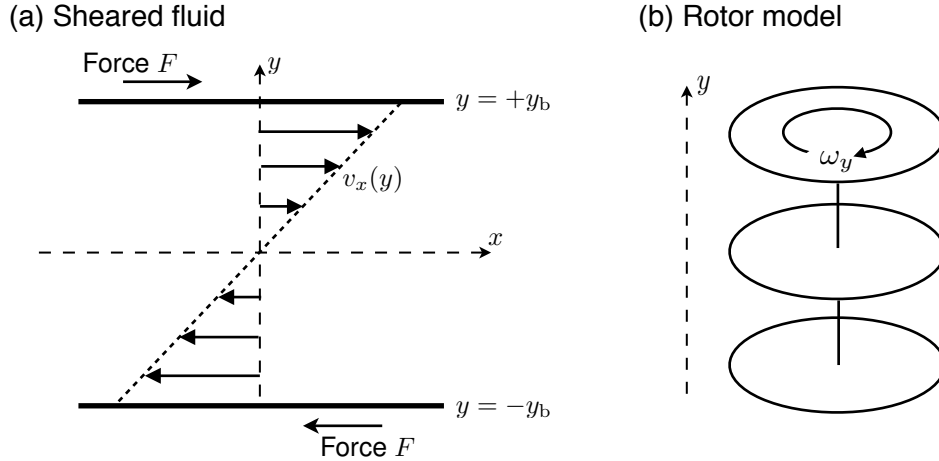 (a) Sheared fluid
Force F
y
y = +y_b
v_x(y)
x
y = −y_b
Force F
(b) Rotor model
y
ω_y